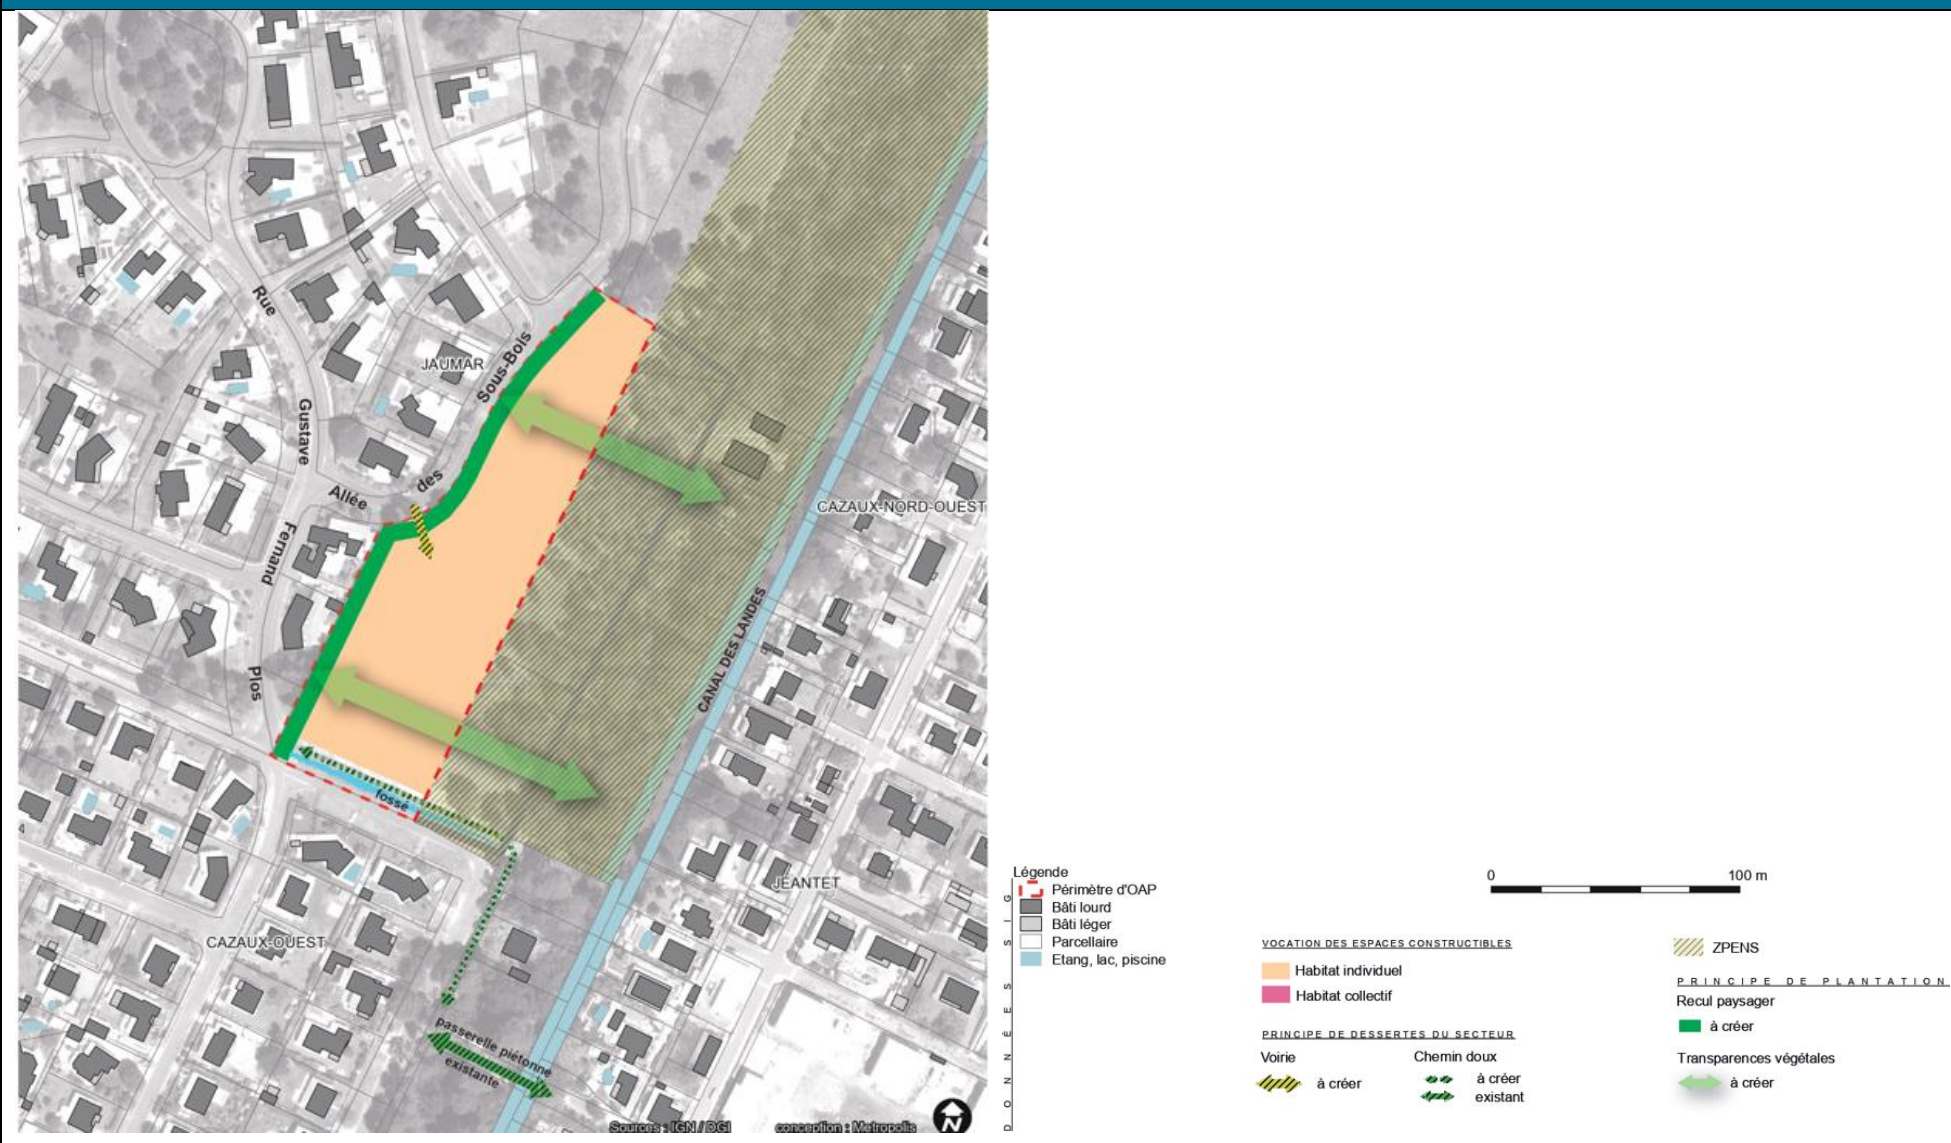 Rue
JAUMAR
Sous-Bois
Gustave
des
Allée
CAZAUX-NORD-OUEST
Fernand
CANAL DES LANDES
Plos
fossé
JEANTET
CAZAUX-OUEST
passerelle piétonne
existante
Sources : IGN / DGI
conception : Metropolis
N
DONNÉES SIG
Légende
Périmètre d'OAP
Bâti lourd
Bâti léger
Parcellaire
Etang, lac, piscine
0 100 m
VOCATION DES ESPACES CONSTRUCTIBLES
Habitat individuel
Habitat collectif
PRINCIPE DE DESSERTES DU SECTEUR
Voirie
à créer
Chemin doux
à créer
existant
ZPENS
PRINCIPE DE PLANTATION
Recul paysager
à créer
Transparences végétales
à créer